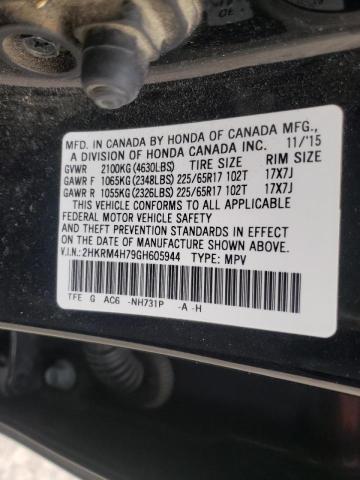 MFD. IN CANADA BY HONDA OF CANADA MFG.,
A DIVISION OF HONDA CANADA INC. 11/'15
GVWR 2100KG (4630LBS) TIRE SIZE RIM SIZE
GAWR F 1065KG (2348LBS) 225/65R17 102T 17X7J
GAWR R 1055KG (2326LBS) 225/65R17 102T 17X7J
THIS VEHICLE CONFORMS TO ALL APPLICABLE
FEDERAL MOTOR VEHICLE SAFETY
STANDARDS IN EFFECT ON THE DATE OF
MANUFACTURE SHOWN ABOVE.
V.I.N.: 2HKRM4H79GH605944 TYPE: MPV
TFE G AC6 -NH731P -A -H